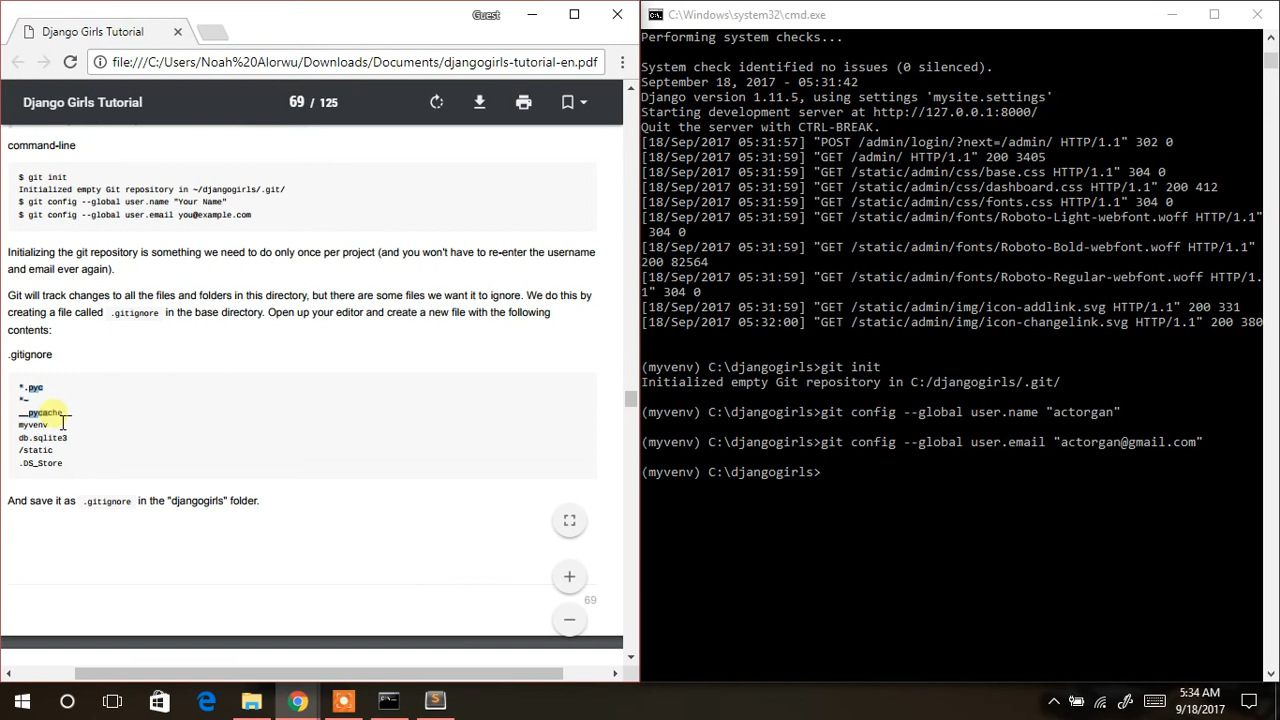 Guest
Django Girls Tutorial
file:///C:/Users/Noah%20Alorwu/Downloads/Documents/djangogirls-tutorial-en.pdf
Django Girls Tutorial
69 / 125
command-line
$ git init
Initialized empty Git repository in ~/djangogirls/.git/
$ git config --global user.name "Your Name"
$ git config --global user.email you@example.com
Initializing the git repository is something we need to do only once per project (and you won't have to re-enter the username
and email ever again).
Git will track changes to all the files and folders in this directory, but there are some files we want it to ignore. We do this by
creating a file called .gitignore in the base directory. Open up your editor and create a new file with the following
contents:
.gitignore
*.pyc
*~
__pycache__
myvenv
db.sqlite3
/static
.DS_Store
And save it as .gitignore in the "djangogirls" folder.
69
C:\Windows\system32\cmd.exe
Performing system checks...
System check identified no issues (0 silenced).
September 18, 2017 - 05:31:42
Django version 1.11.5, using settings 'mysite.settings'
Starting development server at http://127.0.0.1:8000/
Quit the server with CTRL-BREAK.
[18/Sep/2017 05:31:57] "POST /admin/login/?next=/admin/ HTTP/1.1" 302 0
[18/Sep/2017 05:31:59] "GET /admin/ HTTP/1.1" 200 3405
[18/Sep/2017 05:31:59] "GET /static/admin/css/base.css HTTP/1.1" 304 0
[18/Sep/2017 05:31:59] "GET /static/admin/css/dashboard.css HTTP/1.1" 200 412
[18/Sep/2017 05:31:59] "GET /static/admin/css/fonts.css HTTP/1.1" 304 0
[18/Sep/2017 05:31:59] "GET /static/admin/fonts/Roboto-Light-webfont.woff HTTP/1.1"
304 0
[18/Sep/2017 05:31:59] "GET /static/admin/fonts/Roboto-Bold-webfont.woff HTTP/1.1"
200 82564
[18/Sep/2017 05:31:59] "GET /static/admin/fonts/Roboto-Regular-webfont.woff HTTP/1.
1" 304 0
[18/Sep/2017 05:31:59] "GET /static/admin/img/icon-addlink.svg HTTP/1.1" 200 331
[18/Sep/2017 05:32:00] "GET /static/admin/img/icon-changelink.svg HTTP/1.1" 200 380
(myvenv) C:\djangogirls>git init
Initialized empty Git repository in C:/djangogirls/.git/
(myvenv) C:\djangogirls>git config --global user.name "actorgan"
(myvenv) C:\djangogirls>git config --global user.email "actorgan@gmail.com"
(myvenv) C:\djangogirls>
5:34 AM
9/18/2017